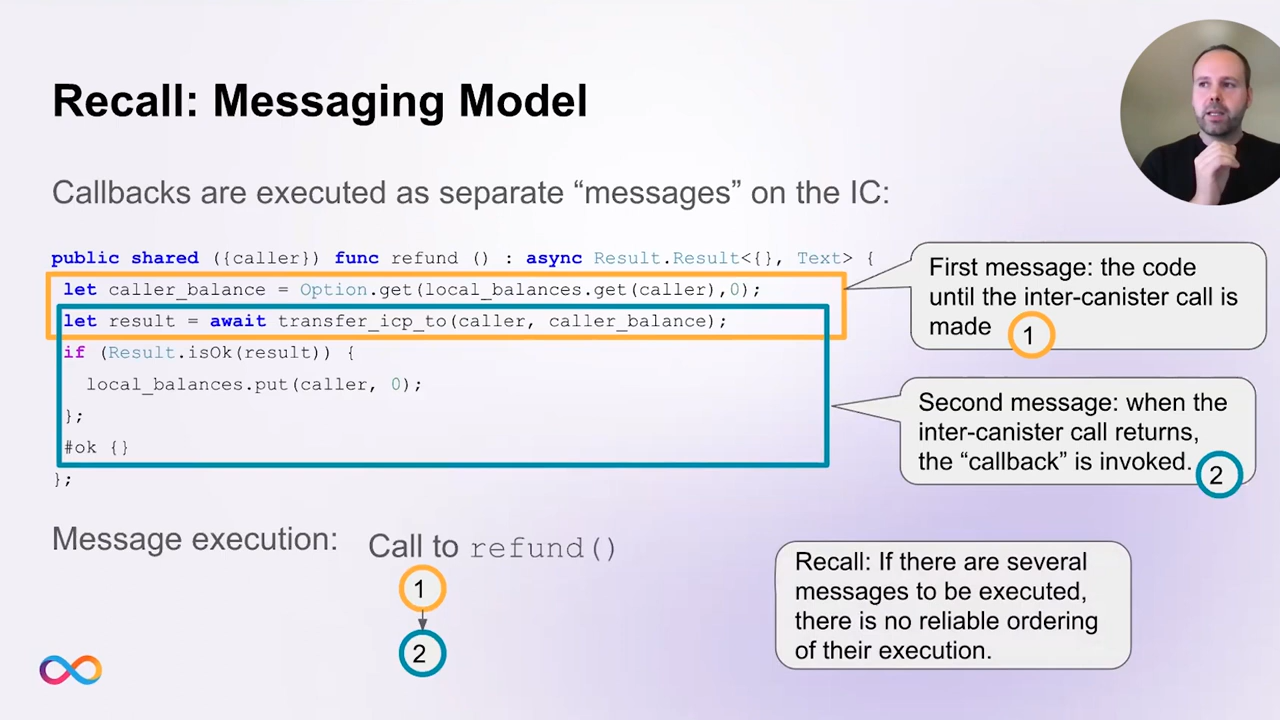 Recall: Messaging Model
Callbacks are executed as separate “messages” on the IC:
public shared ({caller}) func refund () : async Result.Result<{}, Text> {
let caller_balance = Option.get(local_balances.get(caller),0);
let result = await transfer_icp_to(caller, caller_balance);
if (Result.isOk(result)) {
local_balances.put(caller, 0);
};
#ok {}
};
First message: the code
until the inter-canister call is
made
1
Second message: when the
inter-canister call returns,
the “callback” is invoked.
2
Message execution:
Call to refund()
1
2
Recall: If there are several
messages to be executed,
there is no reliable ordering
of their execution.